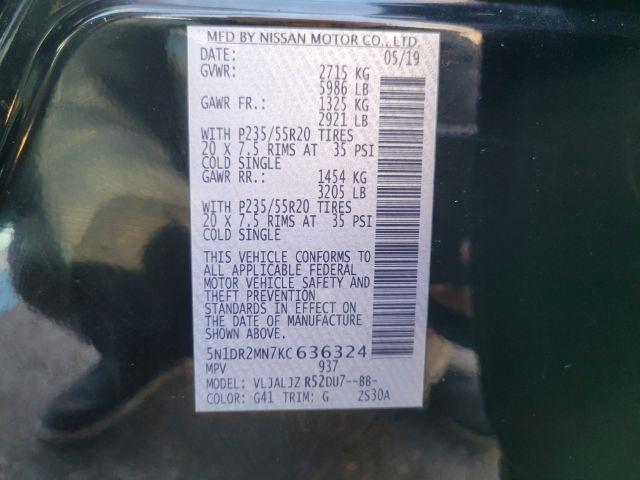 MFD BY NISSAN MOTOR CO., LTD.
DATE: 05/19
GVWR: 2715 KG
5986 LB
GAWR FR.: 1325 KG
2921 LB
WITH P235/55R20 TIRES
20 X 7.5 RIMS AT 35 PSI
COLD SINGLE
GAWR RR.: 1454 KG
3205 LB
WITH P235/55R20 TIRES
20 X 7.5 RIMS AT 35 PSI
COLD SINGLE
THIS VEHICLE CONFORMS TO
ALL APPLICABLE FEDERAL
MOTOR VEHICLE SAFETY AND
THEFT PREVENTION
STANDARDS IN EFFECT ON
THE DATE OF MANUFACTURE
SHOWN ABOVE.
5N1DR2MN7KC636324
MPV 937
MODEL: VLJALJZ R52DU7--BB-
COLOR: G41 TRIM: G ZS30A